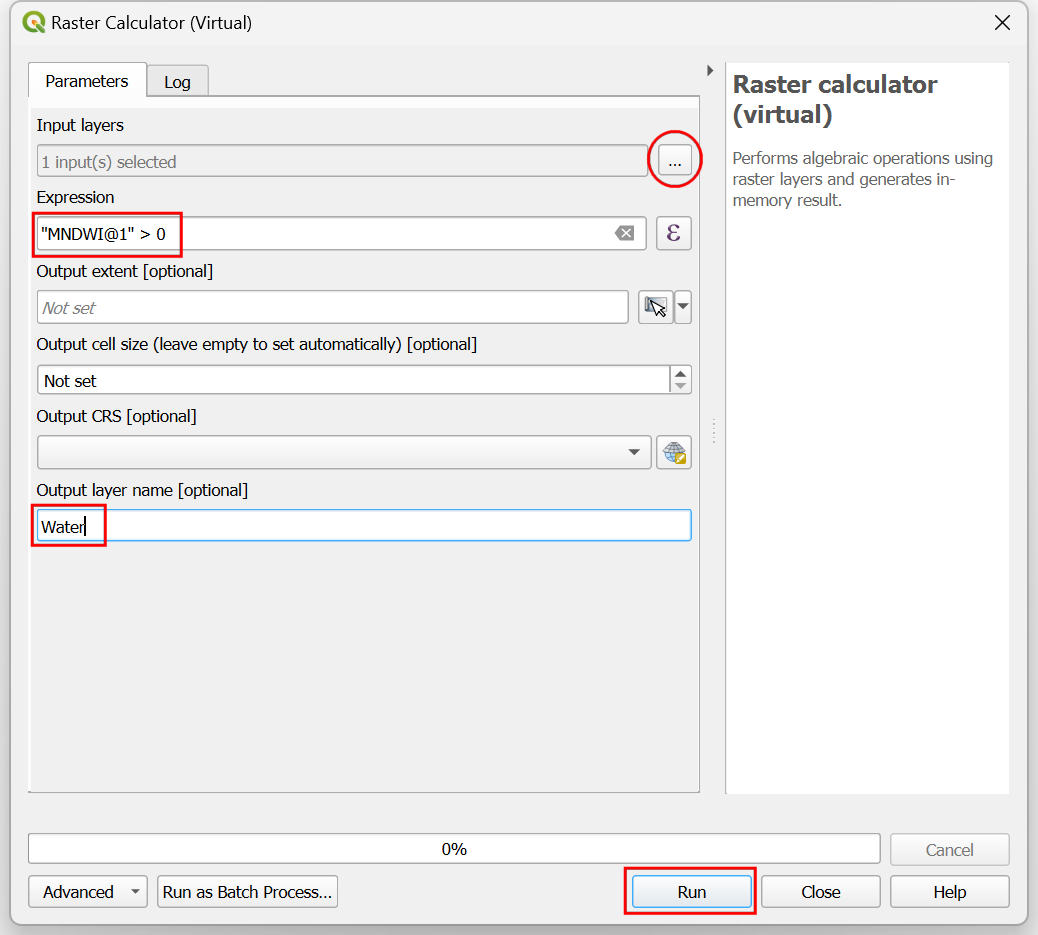 Raster Calculator (Virtual)
Parameters
Log
Input layers
1 input(s) selected
...
Expression
"MNDWI@1" > 0
ε
Output extent [optional]
Not set
Output cell size (leave empty to set automatically) [optional]
Not set
Output CRS [optional]
Output layer name [optional]
Water
Raster calculator
(virtual)
Performs algebraic operations using
raster layers and generates in-
memory result.
0%
Cancel
Advanced
Run as Batch Process...
Run
Close
Help